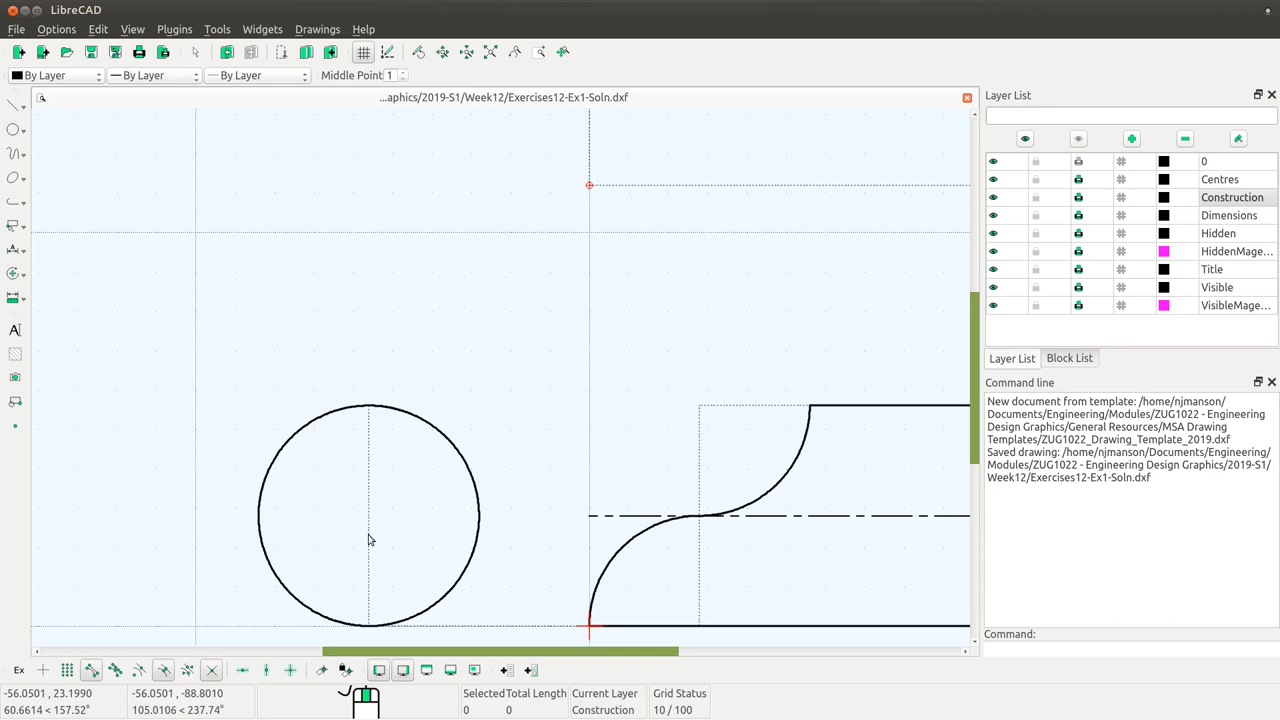 LibreCAD
File Options Edit View Plugins Tools Widgets Drawings Help
By Layer By Layer By Layer Middle Point 1
...aphics/2019-S1/Week12/Exercises12-Ex1-Soln.dxf
Layer List
0
Centres
Construction
Dimensions
Hidden
HiddenMage...
Title
Visible
VisibleMage...
Layer List Block List
Command line
New document from template: /home/njmanson/
Documents/Engineering/Modules/ZUG1022 - Engineering
Design Graphics/General Resources/MSA Drawing
Templates/ZUG1022_Drawing_Template_2019.dxf
Saved drawing: /home/njmanson/Documents/Engineering/
Modules/ZUG1022 - Engineering Design Graphics/2019-S1/
Week12/Exercises12-Ex1-Soln.dxf
Command:
A
Ex
-56.0501, 23.1990 -56.0501, -88.8010 Selected Total Length Current Layer Grid Status
60.6614 < 157.52° 105.0106 < 237.74° 0 0 Construction 10 / 100